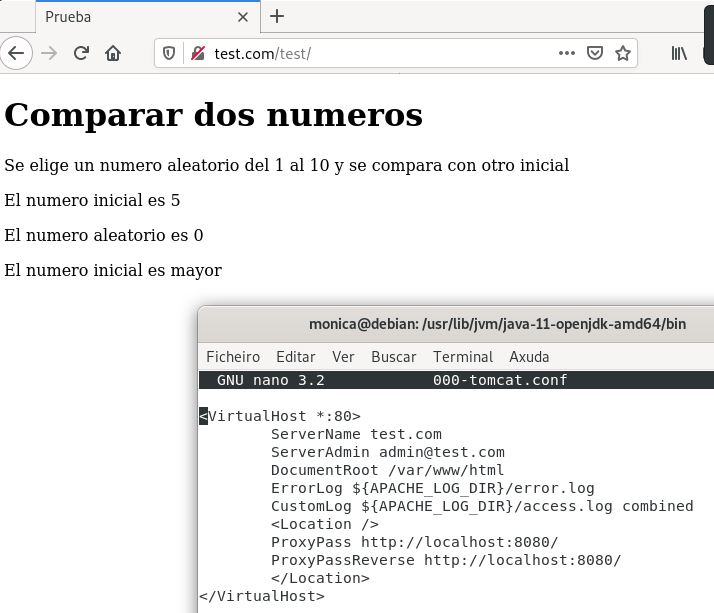 Prueba
test.com/test/
Comparar dos numeros
Se elige un numero aleatorio del 1 al 10 y se compara con otro inicial
El numero inicial es 5
El numero aleatorio es 0
El numero inicial es mayor
monica@debian: /usr/lib/jvm/java-11-openjdk-amd64/bin
Ficheiro Editar Ver Buscar Terminal Axuda
GNU nano 3.2 000-tomcat.conf
<VirtualHost *:80>
ServerName test.com
ServerAdmin admin@test.com
DocumentRoot /var/www/html
ErrorLog ${APACHE_LOG_DIR}/error.log
CustomLog ${APACHE_LOG_DIR}/access.log combined
<Location />
ProxyPass http://localhost:8080/
ProxyPassReverse http://localhost:8080/
</Location>
</VirtualHost>